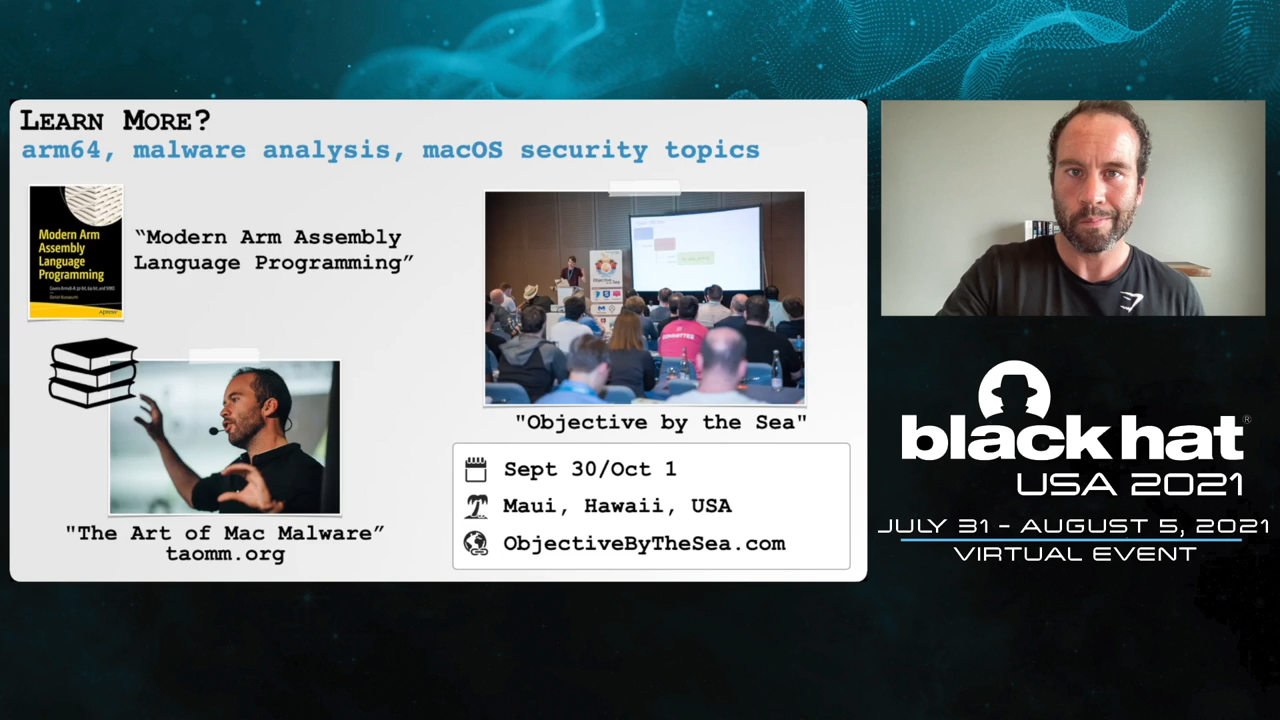 LEARN MORE?
arm64, malware analysis, macOS security topics
Modern Arm
Assembly
Language
Programming
“Modern Arm Assembly
Language Programming”
"The Art of Mac Malware”
taomm.org
"Objective by the Sea"
Sept 30/Oct 1
Maui, Hawaii, USA
ObjectiveByTheSea.com
black hat®
USA 2021
JULY 31 - AUGUST 5, 2021
VIRTUAL EVENT